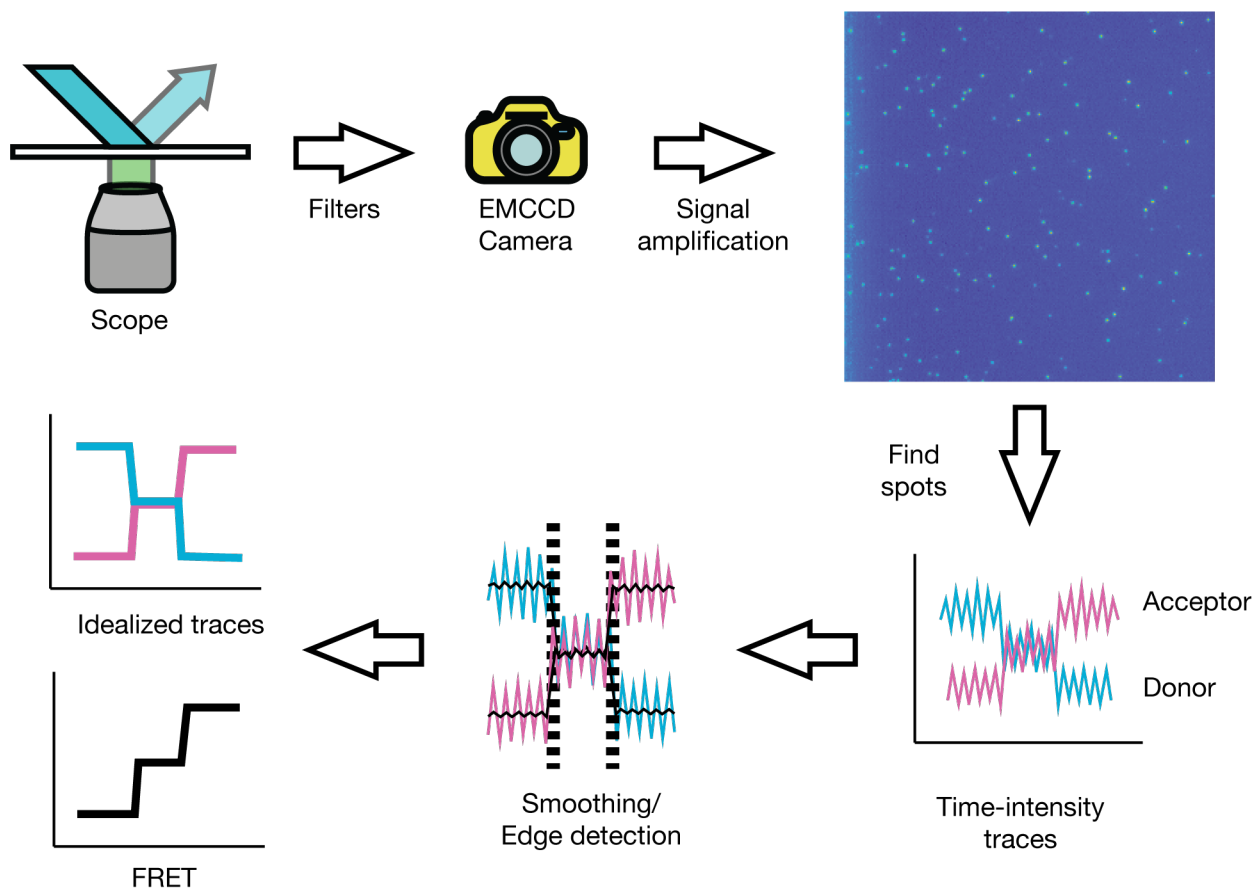 Scope
Filters
EMCCD
Camera
Signal
amplification
Find
spots
Acceptor
Donor
Time-intensity
traces
Smoothing/
Edge detection
Idealized traces
FRET